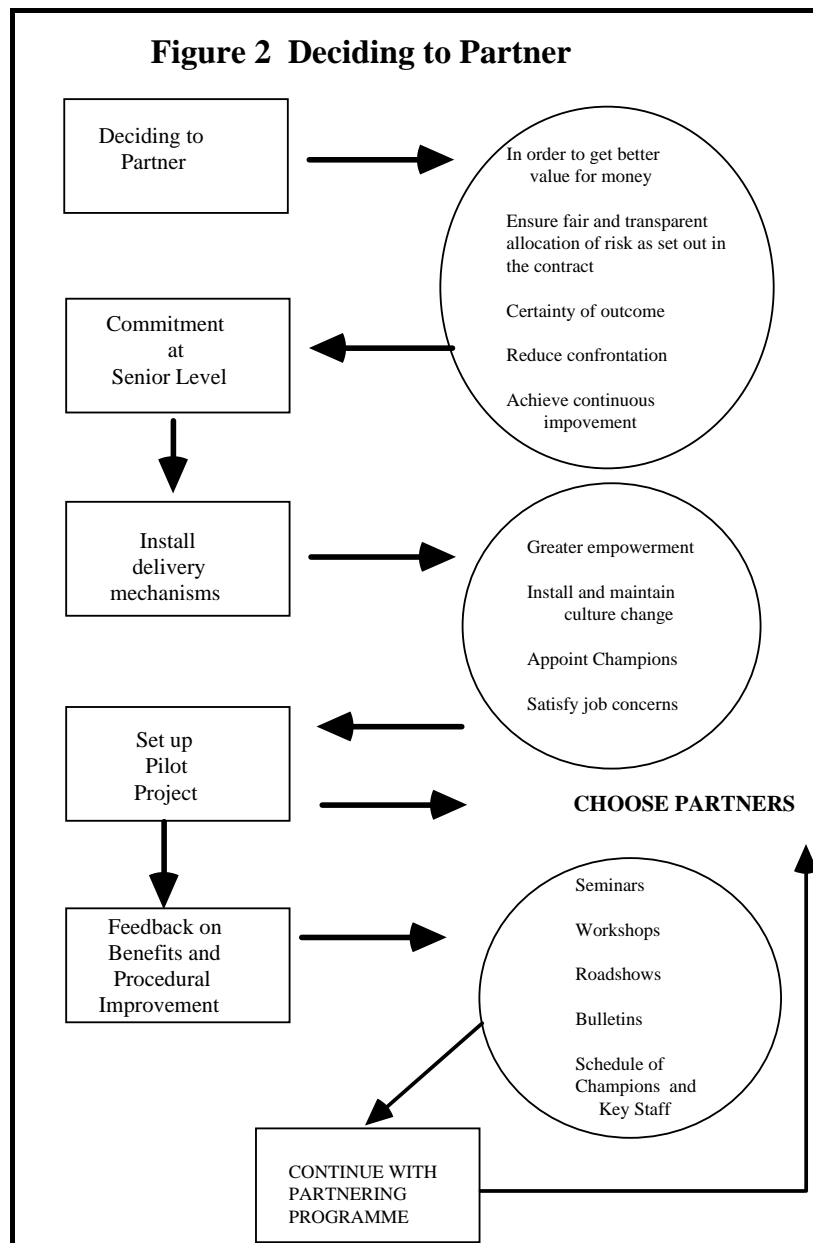 Figure 2 Deciding to Partner
Deciding to
Partner
In order to get better
value for money
Ensure fair and transparent
allocation of risk as set out in
the contract
Certainty of outcome
Reduce confrontation
Achieve continuous
impovement
Commitment
at
Senior Level
Install
delivery
mechanisms
Greater empowerment
Install and maintain
culture change
Appoint Champions
Satisfy job concerns
Set up
Pilot
Project
CHOOSE PARTNERS
Feedback on
Benefits and
Procedural
Improvement
Seminars
Workshops
Roadshows
Bulletins
Schedule of
Champions and
Key Staff
CONTINUE WITH
PARTNERING
PROGRAMME